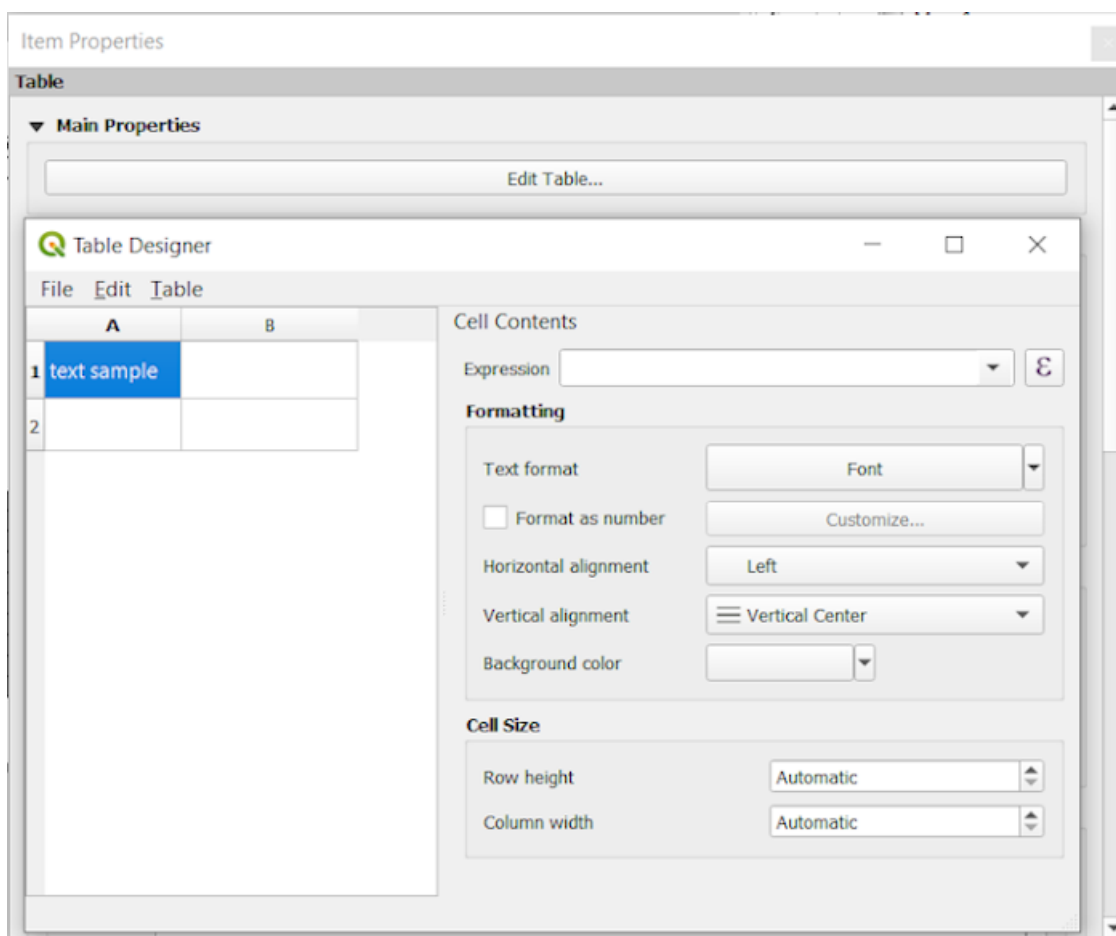 Item Properties
Table
Main Properties
Edit Table...
Table Designer
File Edit Table
A B
Cell Contents
1 text sample
Expression ε
2
Formatting
Text format Font
Format as number Customize...
Horizontal alignment Left
Vertical alignment Vertical Center
Background color
Cell Size
Row height Automatic
Column width Automatic